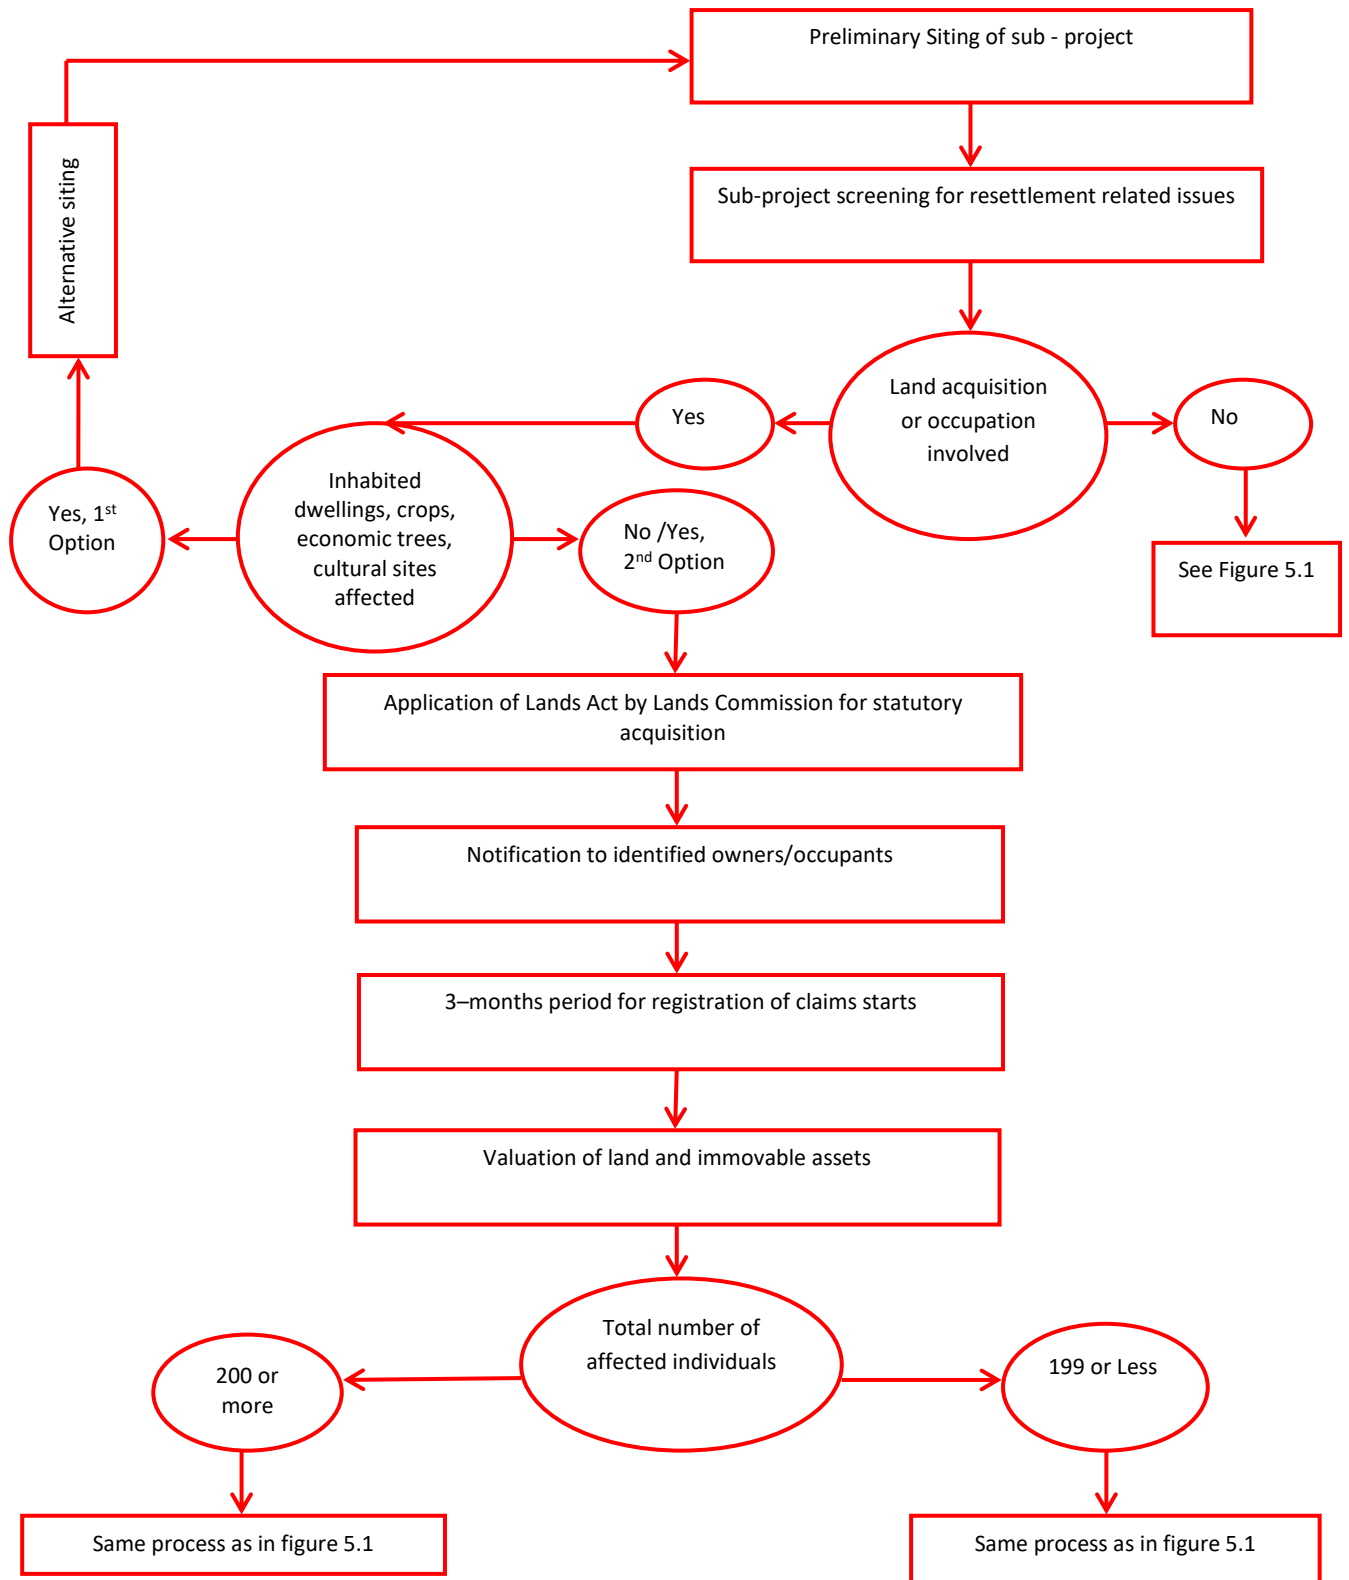 Preliminary Siting of sub - project
Alternative siting
Sub-project screening for resettlement related issues
Land acquisition
or occupation
involved
Yes
No
Inhabited
dwellings, crops,
economic trees,
cultural sites
affected
Yes, 1st
Option
No /Yes,
2nd Option
See Figure 5.1
Application of Lands Act by Lands Commission for statutory
acquisition
Notification to identified owners/occupants
3–months period for registration of claims starts
Valuation of land and immovable assets
Total number of
affected individuals
200 or
more
199 or Less
Same process as in figure 5.1
Same process as in figure 5.1